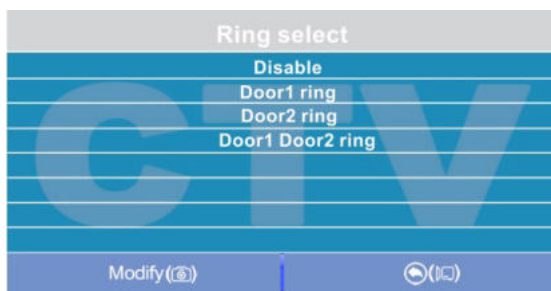 Ring select
Disable
Door1 ring
Door2 ring
Door1 Door2 ring
CTV
Modify()
()